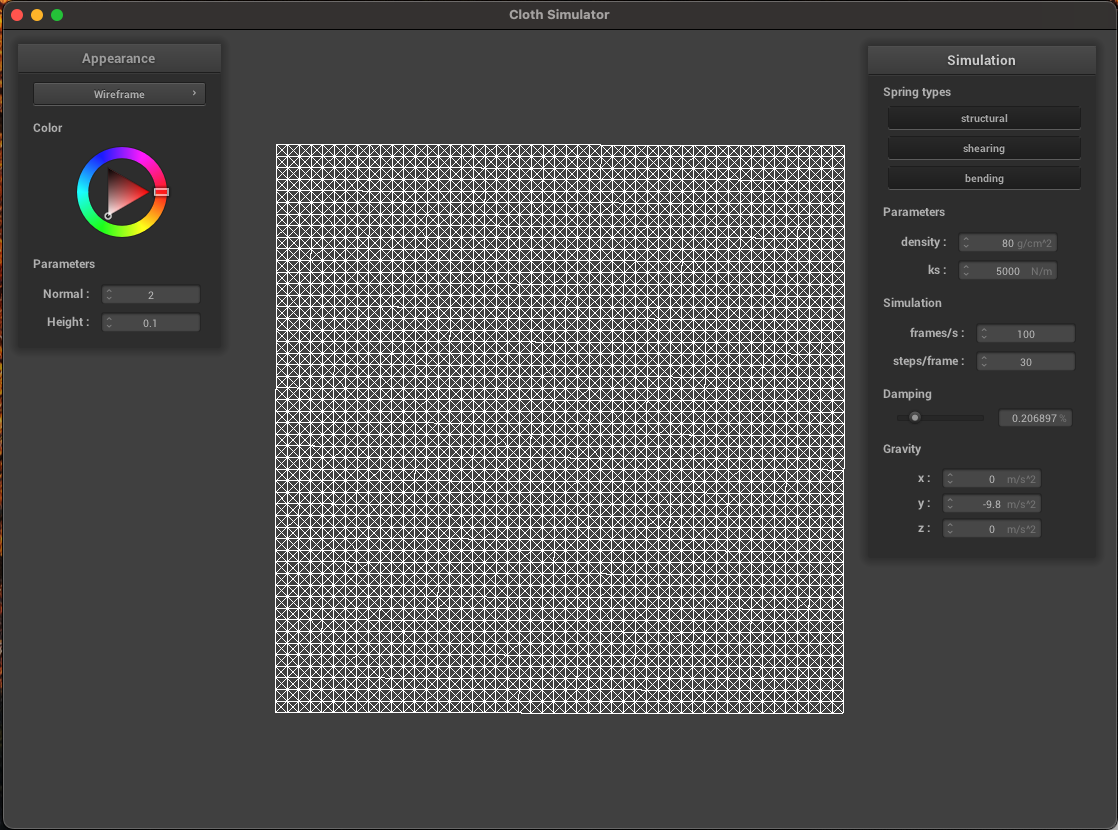 Cloth Simulator
Appearance
Wireframe
Color
Parameters
Normal : 2
Height : 0.1
Simulation
Spring types
structural
shearing
bending
Parameters
density : 80 g/cm^2
ks : 5000 N/m
Simulation
frames/s : 100
steps/frame : 30
Damping
0.206897 %
Gravity
x : 0 m/s^2
y : -9.8 m/s^2
z : 0 m/s^2